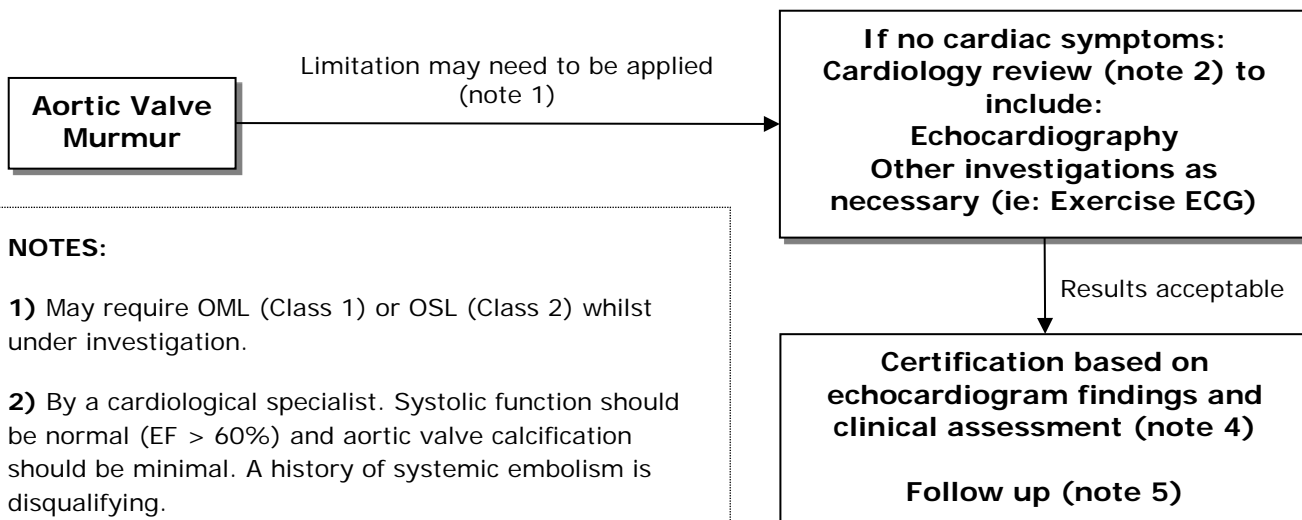 Aortic Valve
Murmur
Limitation may need to be applied
(note 1)
If no cardiac symptoms:
Cardiology review (note 2) to
include:
Echocardiography
Other investigations as
necessary (ie: Exercise ECG)
Results acceptable
Certification based on
echocardiogram findings and
clinical assessment (note 4)
Follow up (note 5)
NOTES:
1) May require OML (Class 1) or OSL (Class 2) whilst
under investigation.
2) By a cardiological specialist. Systolic function should
be normal (EF > 60%) and aortic valve calcification
should be minimal. A history of systemic embolism is
disqualifying.